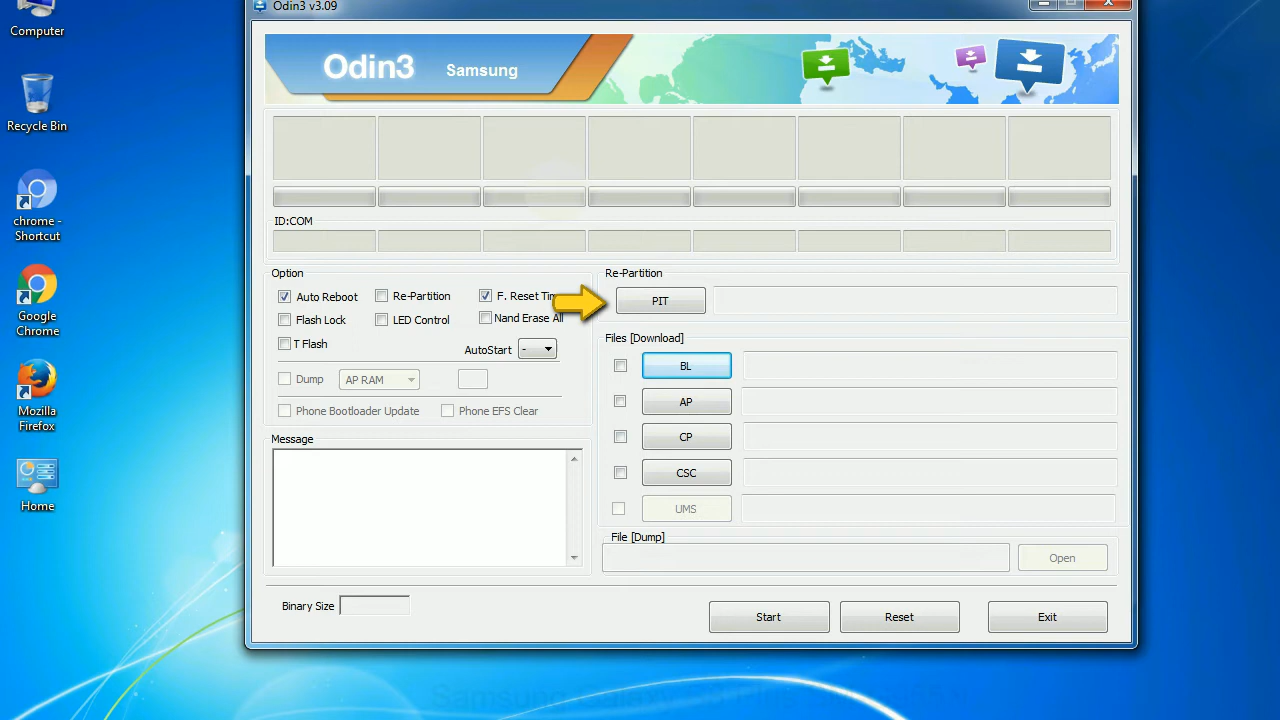 Odin3 v3.09
Computer
Recycle Bin
chrome -
Shortcut
Google
Chrome
Mozilla
Firefox
Home
Odin3 Samsung
ID:COM
Option
Auto Reboot Re-Partition F. Reset
Flash Lock LED Control Nand Erase All
T Flash
AutoStart -
Dump AP RAM
Phone Bootloader Update Phone EFS Clear
Message
Re-Partition
PIT
Files [Download]
BL
AP
CP
CSC
UMS
File [Dump]
Open
Binary Size
Start Reset Exit
Samsung Galaxy